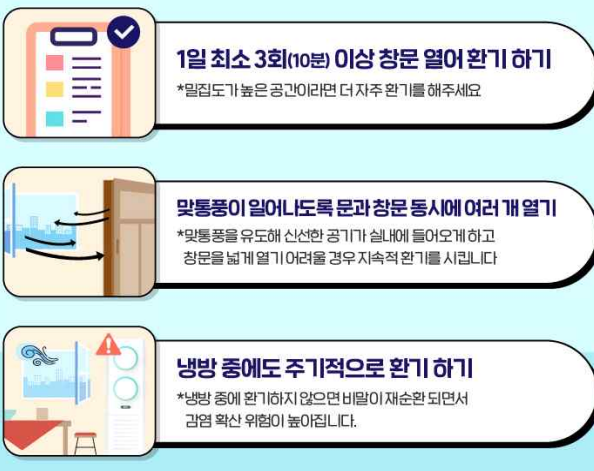 1일 최소 3회(10분) 이상 창문 열어 환기 하기
*밀집도가 높은 공간이라면 더 자주 환기를 해주세요
맞통풍이 일어나도록 문과 창문 동시에 여러 개 열기
*맞통풍을 유도해 신선한 공기가 실내에 들어오게 하고
창문을 넓게 열기 어려울 경우 지속적 환기를 시킵니다
냉방 중에도 주기적으로 환기 하기
*냉방 중에 환기하지 않으면 비말이 재순환 되면서
감염 확산 위험이 높아집니다.